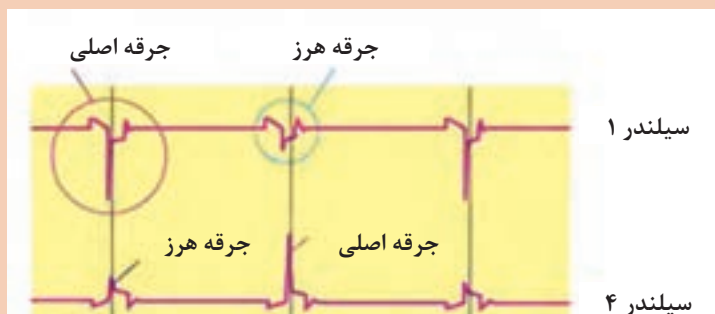 جرقه هرز
جرقه اصلی
سیلندر ۱
جرقه اصلی
جرقه هرز
سیلندر ۴